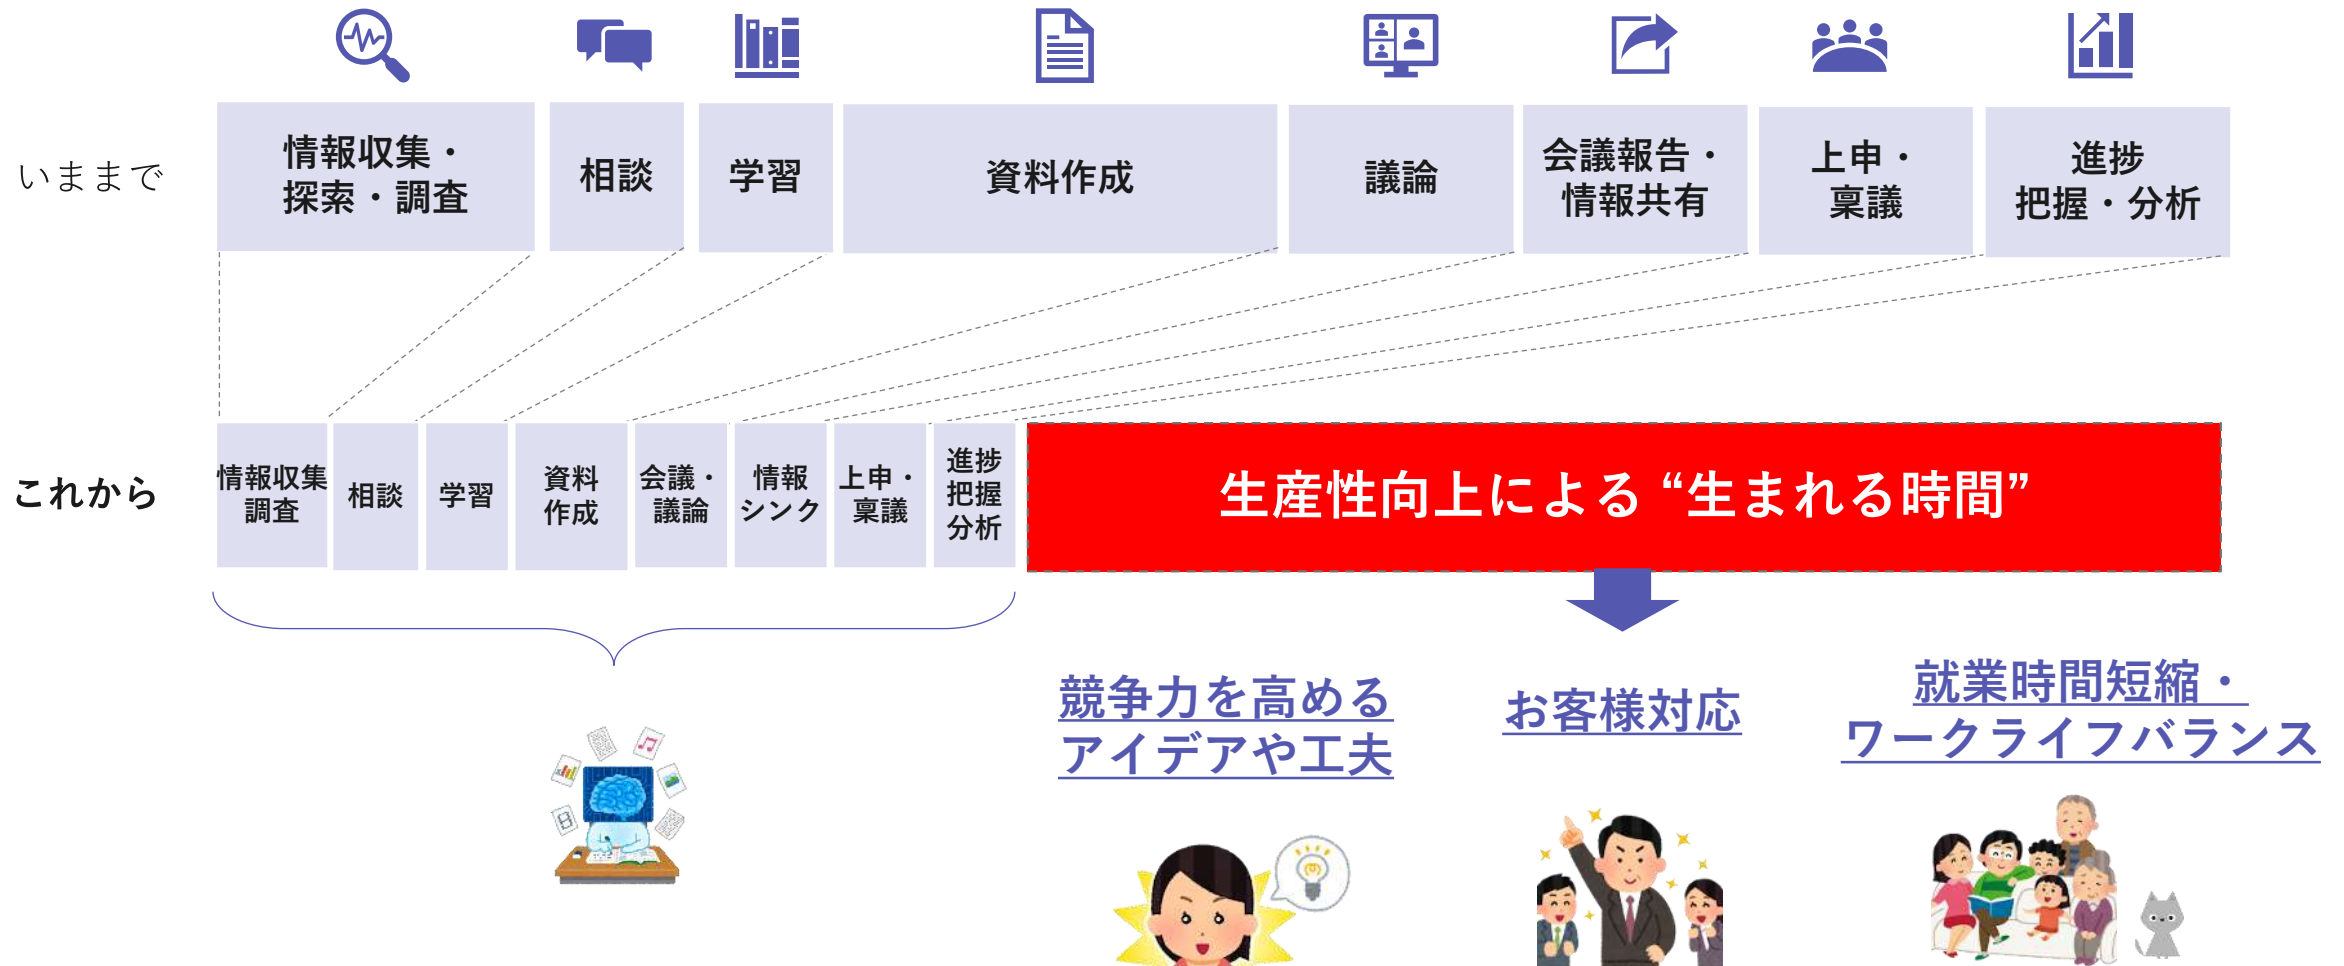 いままで
情報収集・
探索・調査
相談
学習
資料作成
議論
会議報告・
情報共有
上申・
稟議
進捗
把握・分析
これから
情報収集
調査
相談
学習
資料
作成
会議・
議論
情報
シンク
上申・
稟議
進捗
把握
分析
生産性向上による “生まれる時間”
競争力を高める
アイデアや工夫
お客様対応
就業時間短縮・
ワークライフバランス